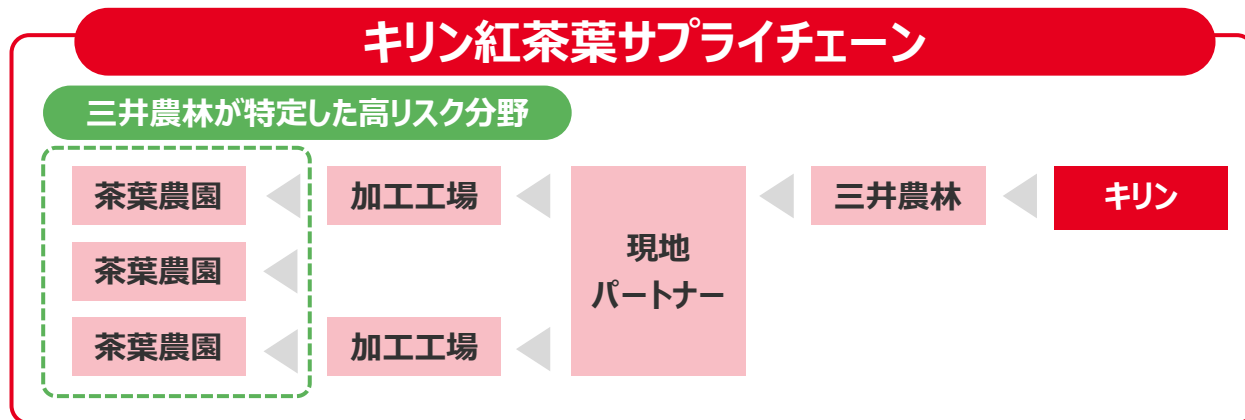 キリン紅茶葉サプライチェーン
三井農林が特定した高リスク分野
茶葉農園
加工工場
現地
パートナー
三井農林
キリン
茶葉農園
茶葉農園
加工工場